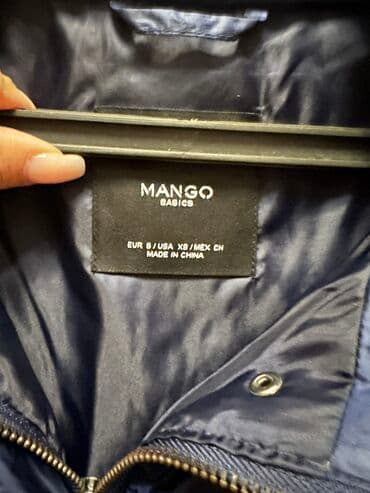 MANGO
BASICS
EUR S / USA XS / MEX CH
MADE IN CHINA